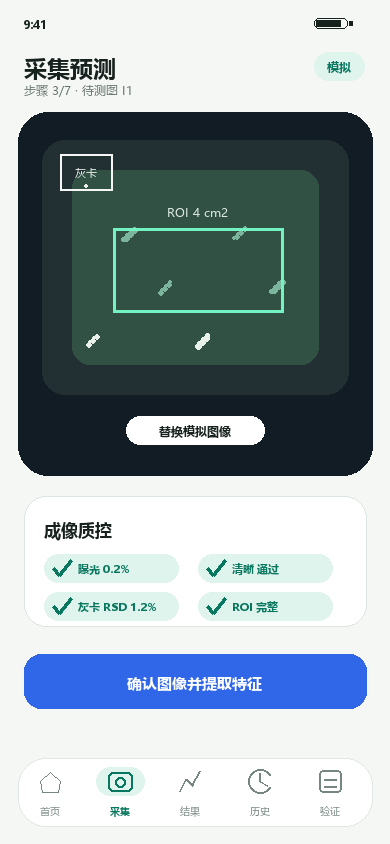 9:41
采集预测
模拟
步骤 3/7 · 待测图 I1
灰卡
ROI 4 cm2
替换模拟图像
成像质控
曝光 0.2%
清晰 通过
灰卡 RSD 1.2%
ROI 完整
确认图像并提取特征
首页
采集
结果
历史
验证